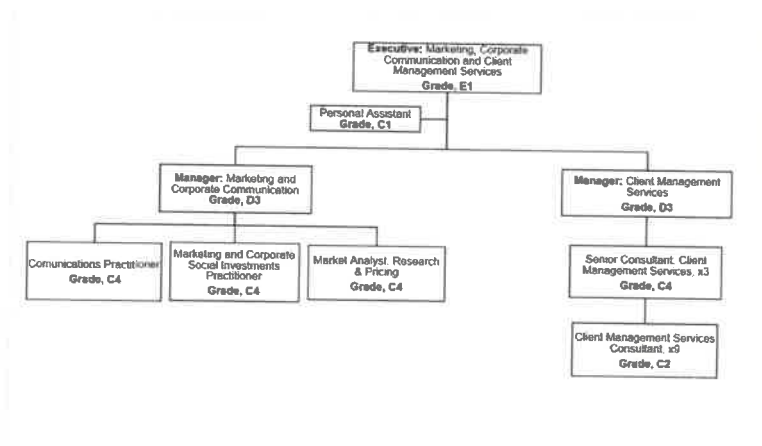 Executive: Marketing, Corporate
Communication and Client
Management Services
Grade, E1
Personal Assistant
Grade, C1
Manager: Marketing and
Corporate Communication
Grade, D3
Manager: Client Management
Services
Grade, D3
Comunications Practitioner
Grade, C4
Marketing and Corporate
Social Investments
Practitioner
Grade, C4
Market Analyst. Research
& Pricing
Grade, C4
Senior Consultant, Client
Management Services, x3
Grade, C4
Client Management Services
Consultant, x9
Grade, C2